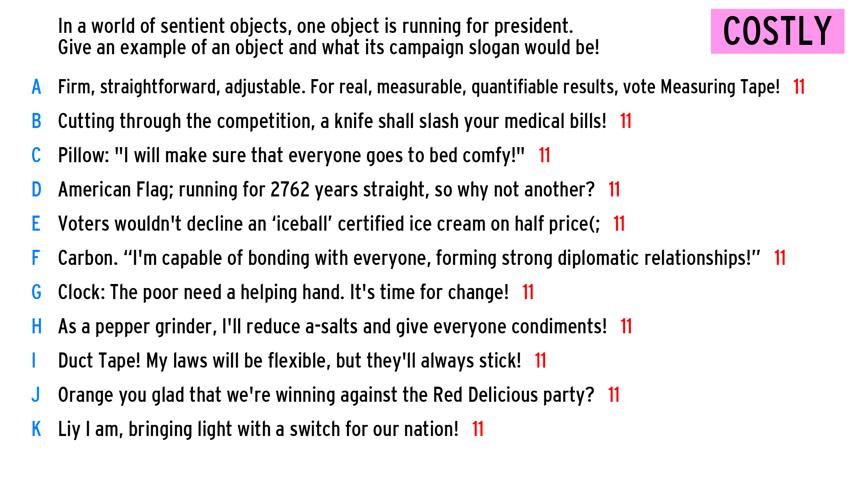 In a world of sentient objects, one object is running for president.
Give an example of an object and what its campaign slogan would be!
COSTLY
A Firm, straightforward, adjustable. For real, measurable, quantifiable results, vote Measuring Tape! 11
B Cutting through the competition, a knife shall slash your medical bills! 11
C Pillow: "I will make sure that everyone goes to bed comfy!" 11
D American Flag; running for 2762 years straight, so why not another? 11
E Voters wouldn't decline an ‘iceball’ certified ice cream on half price(; 11
F Carbon. “I'm capable of bonding with everyone, forming strong diplomatic relationships!” 11
G Clock: The poor need a helping hand. It's time for change! 11
H As a pepper grinder, I'll reduce a-salts and give everyone condiments! 11
I Duct Tape! My laws will be flexible, but they'll always stick! 11
J Orange you glad that we're winning against the Red Delicious party? 11
K Liy I am, bringing light with a switch for our nation! 11